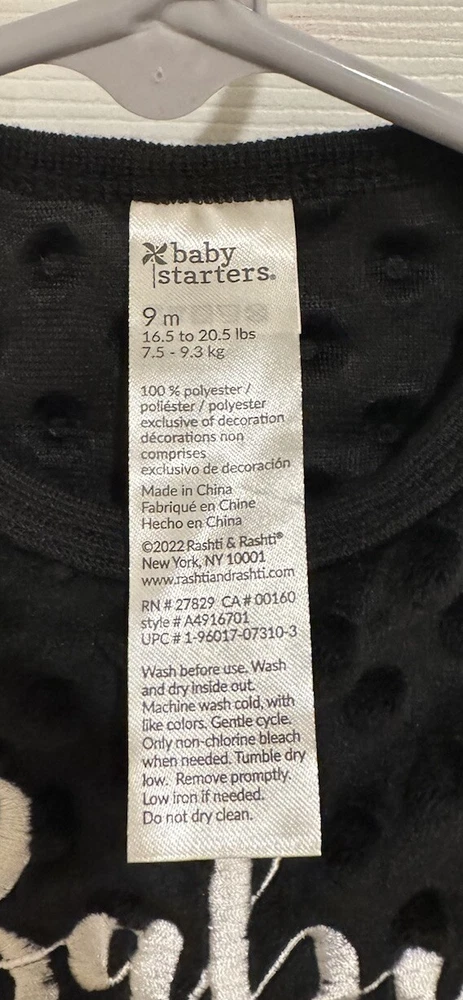 baby
starters®
9 m
16.5 to 20.5 lbs
7.5 - 9.3 kg
100 % polyester /
poliéster / polyester
exclusive of decoration
décorations non
comprises
exclusivo de decoración
Made in China
Fabriqué en Chine
Hecho en China
©2022 Rashti & Rashti®
New York, NY 10001
www.rashtiandrashti.com
RN # 27829 CA # 00160
style # A4916701
UPC # 1-96017-07310-3
Wash before use. Wash
and dry inside out.
Machine wash cold, with
like colors. Gentle cycle.
Only non-chlorine bleach
when needed. Tumble dry
low. Remove promptly.
Low iron if needed.
Do not dry clean.